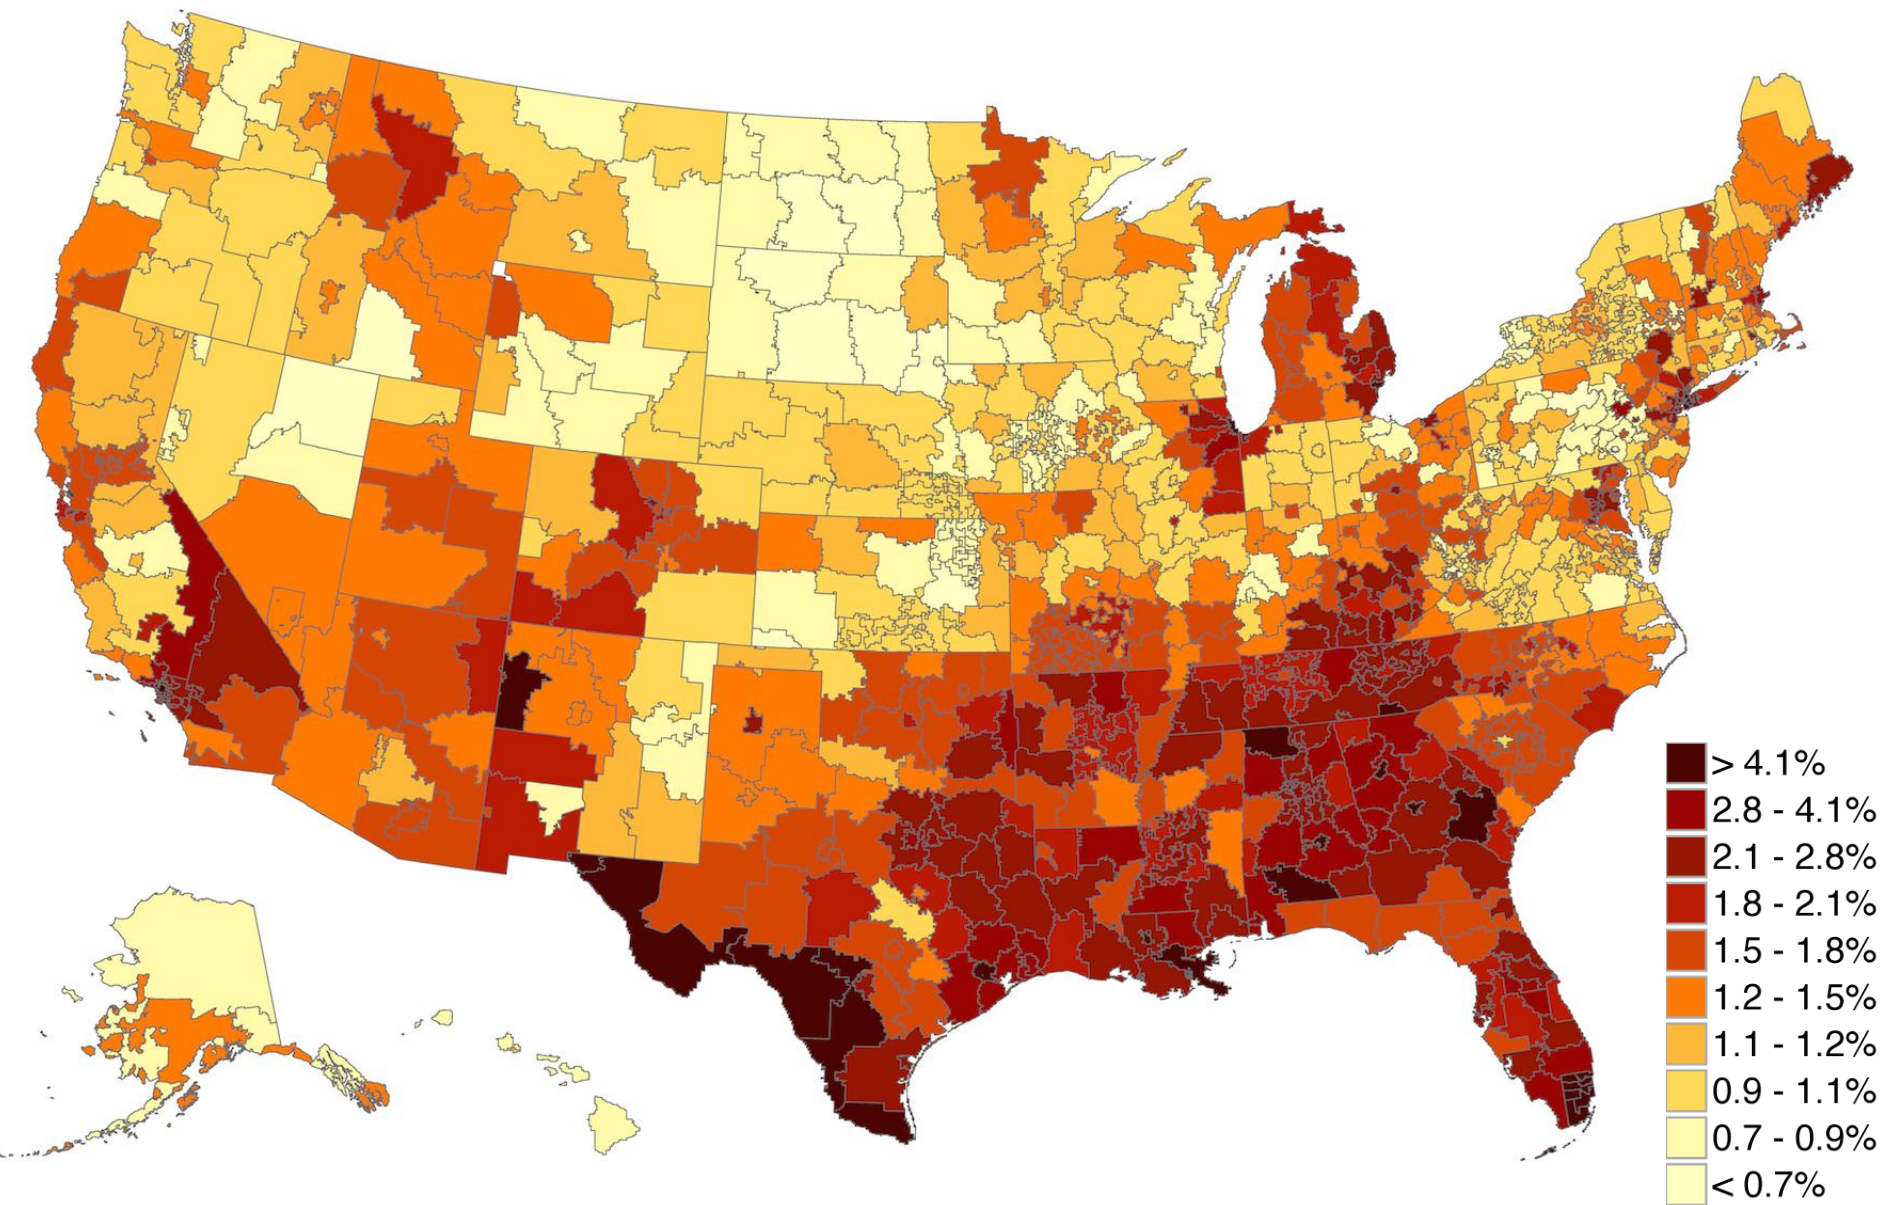 > 4.1%
2.8 - 4.1%
2.1 - 2.8%
1.8 - 2.1%
1.5 - 1.8%
1.2 - 1.5%
1.1 - 1.2%
0.9 - 1.1%
0.7 - 0.9%
< 0.7%